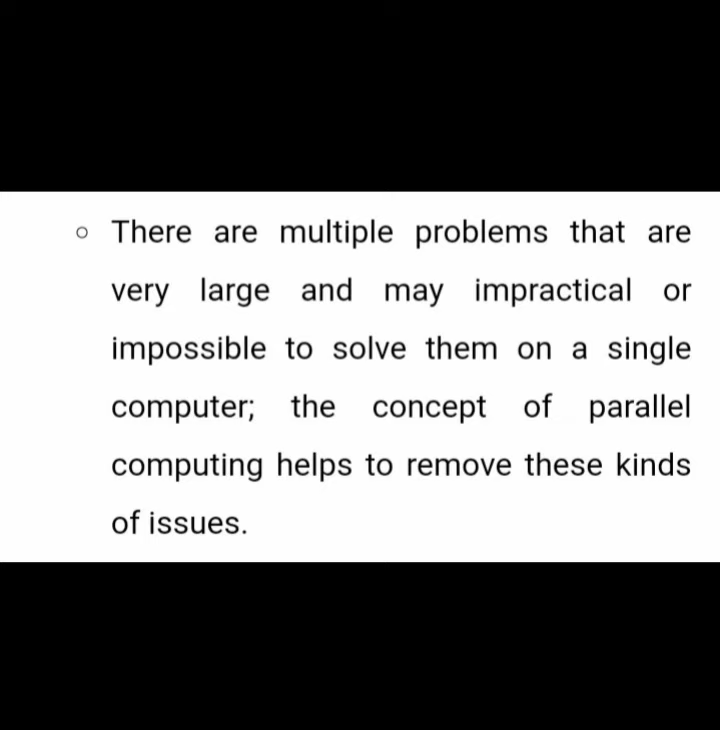 There are multiple problems that are
very large and may impractical or
impossible to solve them on a single
computer; the concept of parallel
computing helps to remove these kinds
of issues.